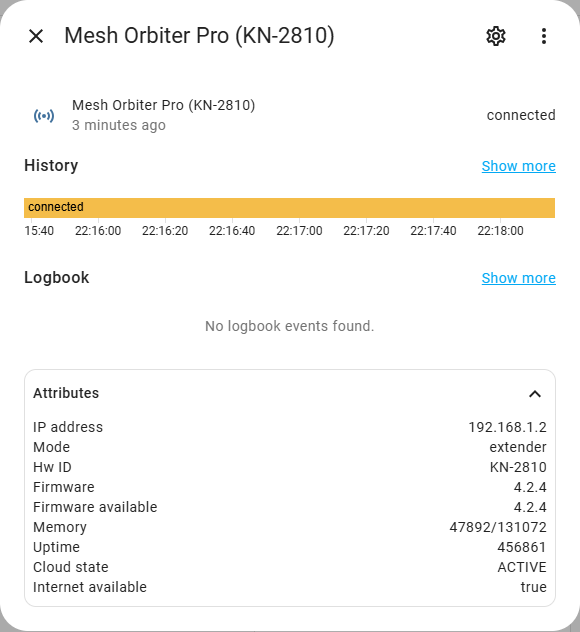 Mesh Orbiter Pro (KN-2810)
Mesh Orbiter Pro (KN-2810)
3 minutes ago
connected
History
Show more
connected
15:40 22:16:00 22:16:20 22:16:40 22:17:00 22:17:20 22:17:40 22:18:00
Logbook
Show more
No logbook events found.
Attributes
IP address 192.168.1.2
Mode extender
Hw ID KN-2810
Firmware 4.2.4
Firmware available 4.2.4
Memory 47892/131072
Uptime 456861
Cloud state ACTIVE
Internet available true